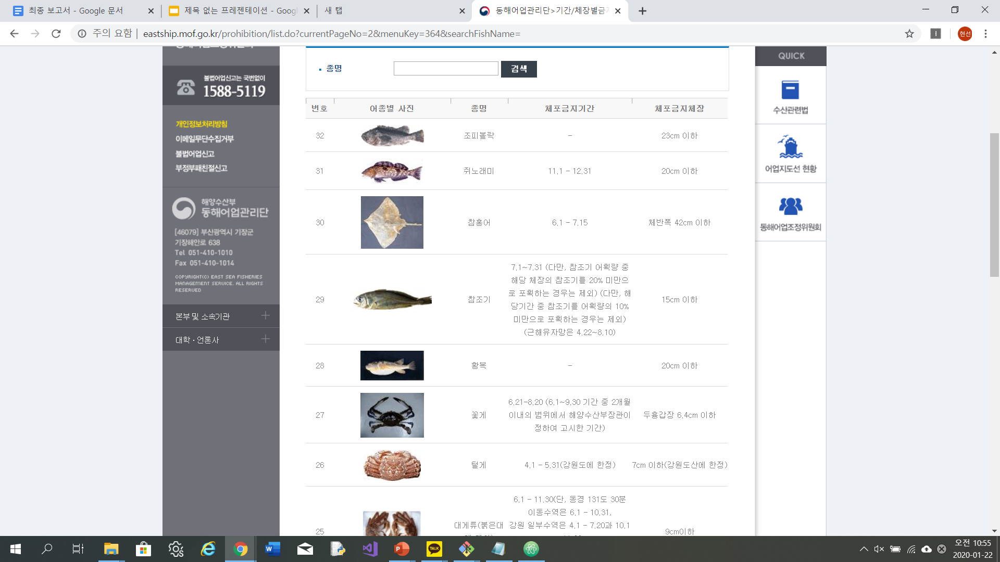 최종 보고서 - Google 문서
제목 없는 프레젠테이션 - Goog
새 탭
동해어업관리단>기간/체장별금
주의 요함 | eastship.mof.go.kr/prohibition/list.do?currentPageNo=2&menuKey=364&searchFishName=
현선
불법어업신고는 국번없이
1588-5119
개인정보처리방침
이메일무단수집거부
불법어업신고
부정부패친절신고
해양수산부
동해어업관리단
[46079] 부산광역시 기장군
기장해안로 638
Tel 051-410-1010
Fax 051-410-1014
COPYRIGHT(C) EAST SEA FISHERIES
MANAGEMENT SERVICE. ALL RIGHTS
RESERVED
본부 및 소속기관
대학 · 언론사
종명
검색
번호 어종별 사진 종명 체포금지기간 체포금지체장
32 조피볼락 - 23cm 이하
31 쥐노래미 11.1 - 12.31 20cm 이하
30 참홍어 6.1 - 7.15 체반폭 42cm 이하
7.1~7.31 (다만, 참조기 어획량 중
해당 체장의 참조기를 20% 미만으
로 포획하는 경우는 제외) (다만, 해
29 참조기 당기간 중 참조기를 어획량의 10% 15cm 이하
미만으로 포획하는 경우는 제외)
(근해유자망은 4.22~8.10)
28 황복 - 20cm 이하
6.21-8.20 (6.1~9.30 기간 중 2개월
27 꽃게 이내의 범위에서 해양수산부장관이 두흉갑장 6.4cm 이하
정하여 고시한 기간)
26 털게 4.1 - 5.31(강원도에 한정) 7cm 이하(강원도산에 한정)
6.1 - 11.30(단, 동경 131도 30분
이동수역은 6.1 - 10.31,
대게류(붉은대 강원 일부수역은 4.1 - 7.20과 10.1
25 9cm이하
QUICK
수산관련법
어업지도선 현황
동해어업조정위원회
TALK
오전 10:55
2020-01-22